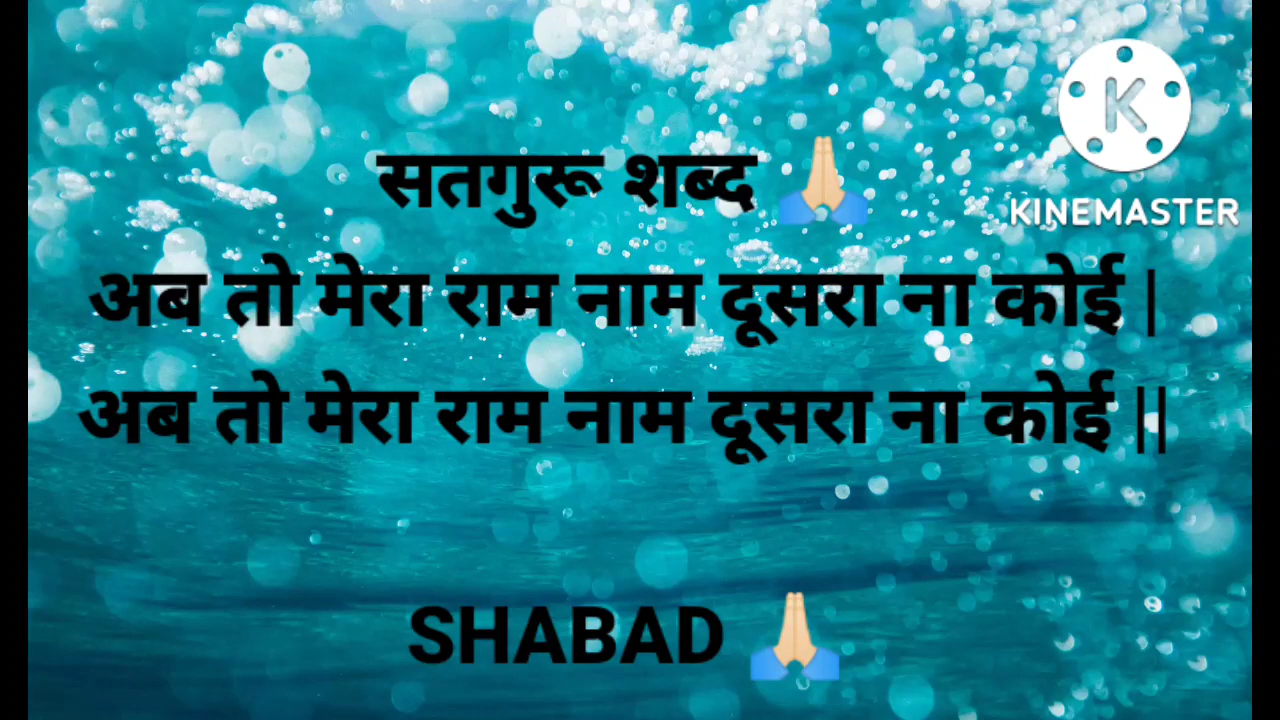 सतगुरू शब्द 🙏🏼
KINEMASTER
अब तो मेरा राम नाम दूसरा ना कोई |
अब तो मेरा राम नाम दूसरा ना कोई ||
SHABAD 🙏🏼